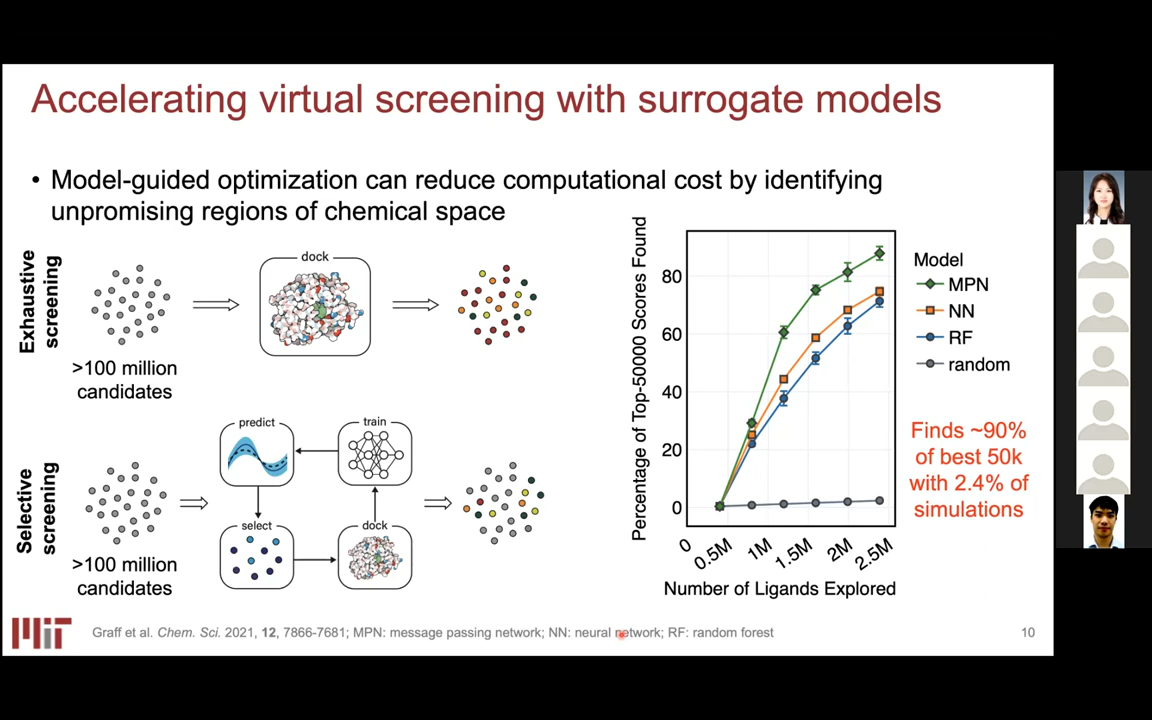 Accelerating virtual screening with surrogate models
• Model-guided optimization can reduce computational cost by identifying
unpromising regions of chemical space
Exhaustive
screening
>100 million
candidates
dock
Selective
screening
>100 million
candidates
predict
train
select
dock
Percentage of Top-50000 Scores Found
80
60
40
20
0
0
0.5M
1M
1.5M
2M
2.5M
Number of Ligands Explored
Model
MPN
NN
RF
random
Finds ~90%
of best 50k
with 2.4% of
simulations
MIT
Graff et al. Chem. Sci. 2021, 12, 7866-7681; MPN: message passing network; NN: neural network; RF: random forest
10